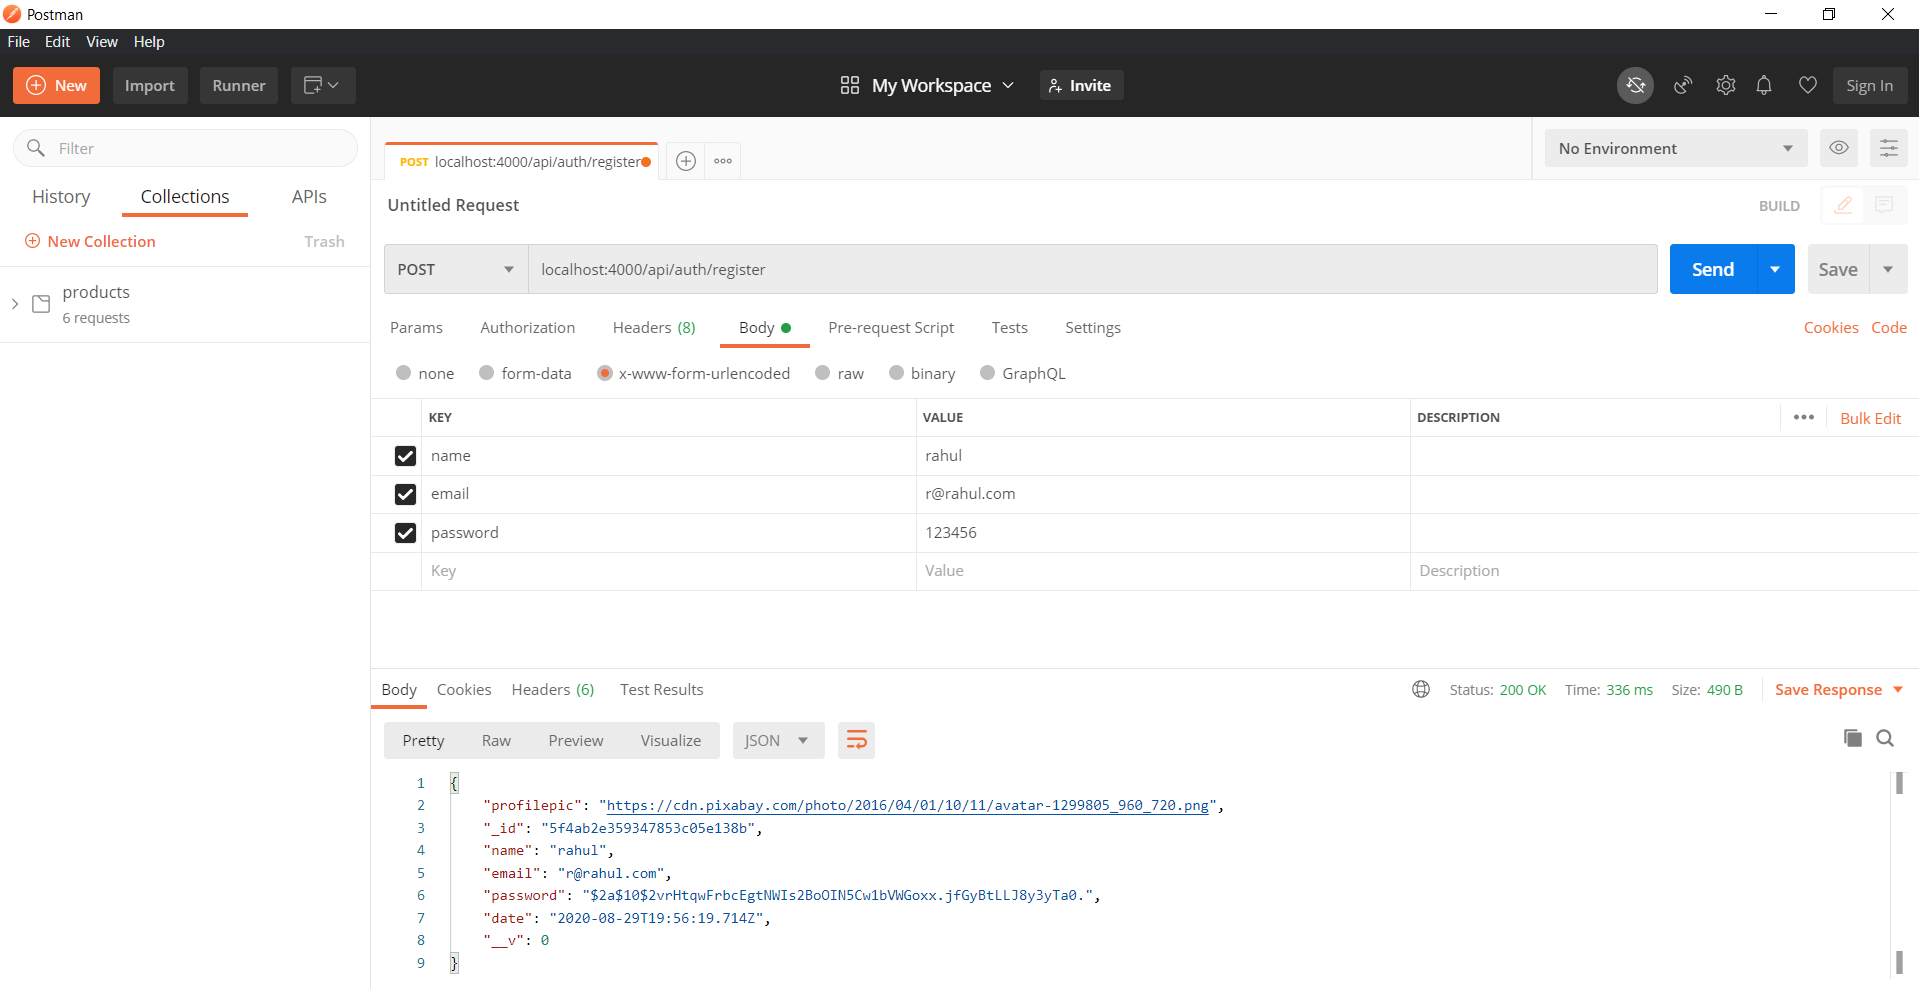 Postman
File Edit View Help
New Import Runner My Workspace Invite Sign In
Filter
History Collections APIs
New Collection Trash
products
6 requests
POST localhost:4000/api/auth/register
No Environment
Untitled Request
BUILD
POST localhost:4000/api/auth/register Send Save
Params Authorization Headers (8) Body Pre-request Script Tests Settings Cookies Code
none form-data x-www-form-urlencoded raw binary GraphQL
KEY VALUE DESCRIPTION Bulk Edit
name rahul
email r@rahul.com
password 123456
Key Value Description
Body Cookies Headers (6) Test Results Status: 200 OK Time: 336 ms Size: 490 B Save Response
Pretty Raw Preview Visualize JSON
1 {
2 "profilepic": "https://cdn.pixabay.com/photo/2016/04/01/10/11/avatar-1299805_960_720.png",
3 "_id": "5f4ab2e359347853c05e138b",
4 "name": "rahul",
5 "email": "r@rahul.com",
6 "password": "$2a$10$2vrHtqwFrbcEgtNWIs2BoOIN5Cw1bVWGoxx.jfGyBtLLJ8y3yTa0.",
7 "date": "2020-08-29T19:56:19.714Z",
8 "__v": 0
9 }